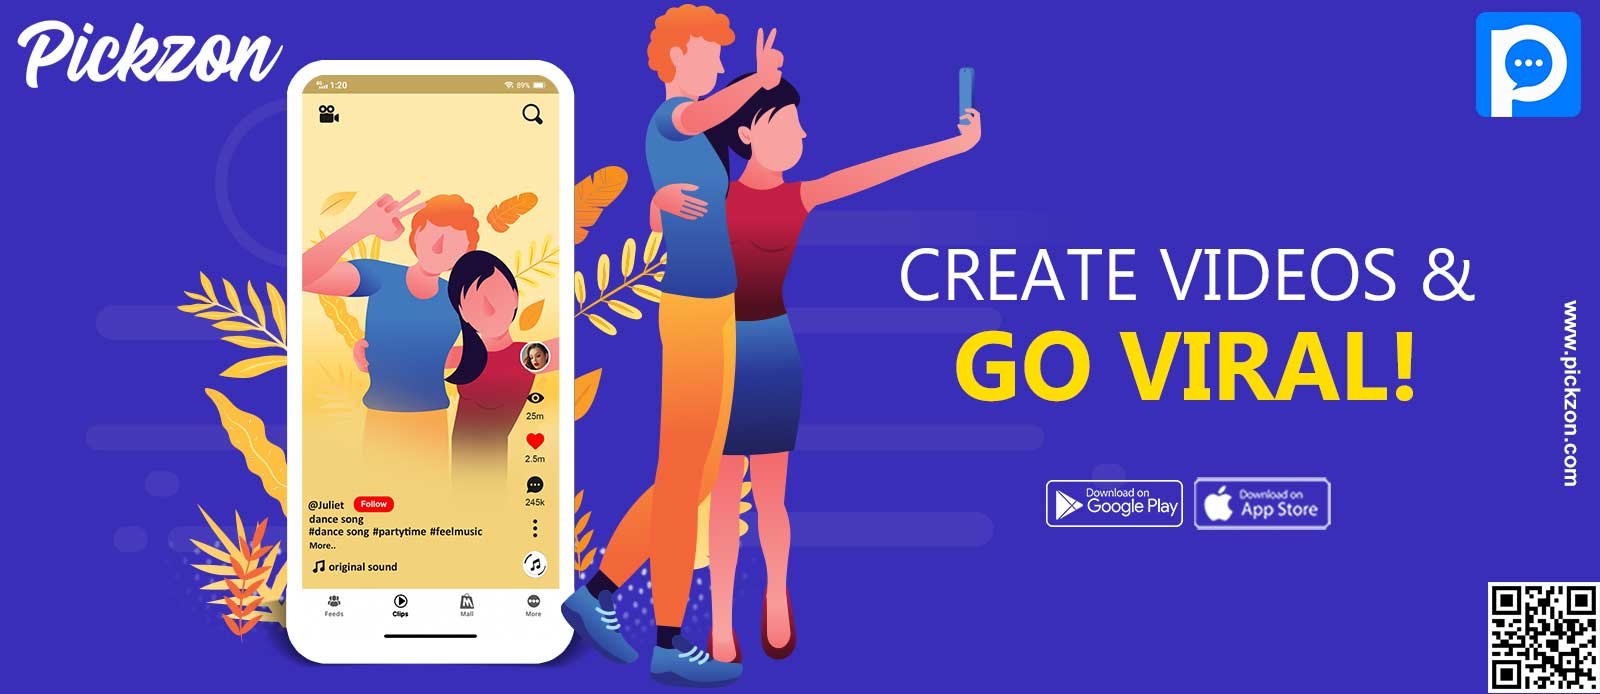 Pickzon
4G 1:20 89%
CREATE VIDEOS &
GO VIRAL!
www.pickzon.com
25m
2.5m
245k
@Juliet Follow
dance song
#dance song #partytime #feelmusic
More..
original sound
Feeds Clips Mall More
Download on
Google Play
Download on
App Store